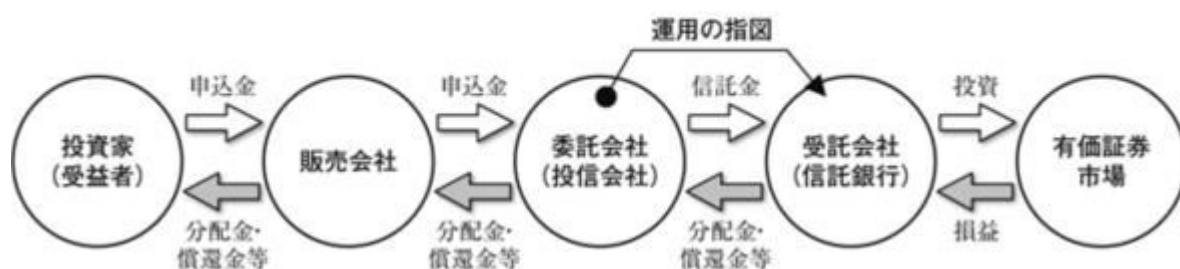 運用の指図
申込金
申込金
信託金
投資
投資家
(受益者)
販売会社
委託会社
(投信会社)
受託会社
(信託銀行)
有価証券
市場
分配金・
償還金等
分配金・
償還金等
分配金・
償還金等
損益